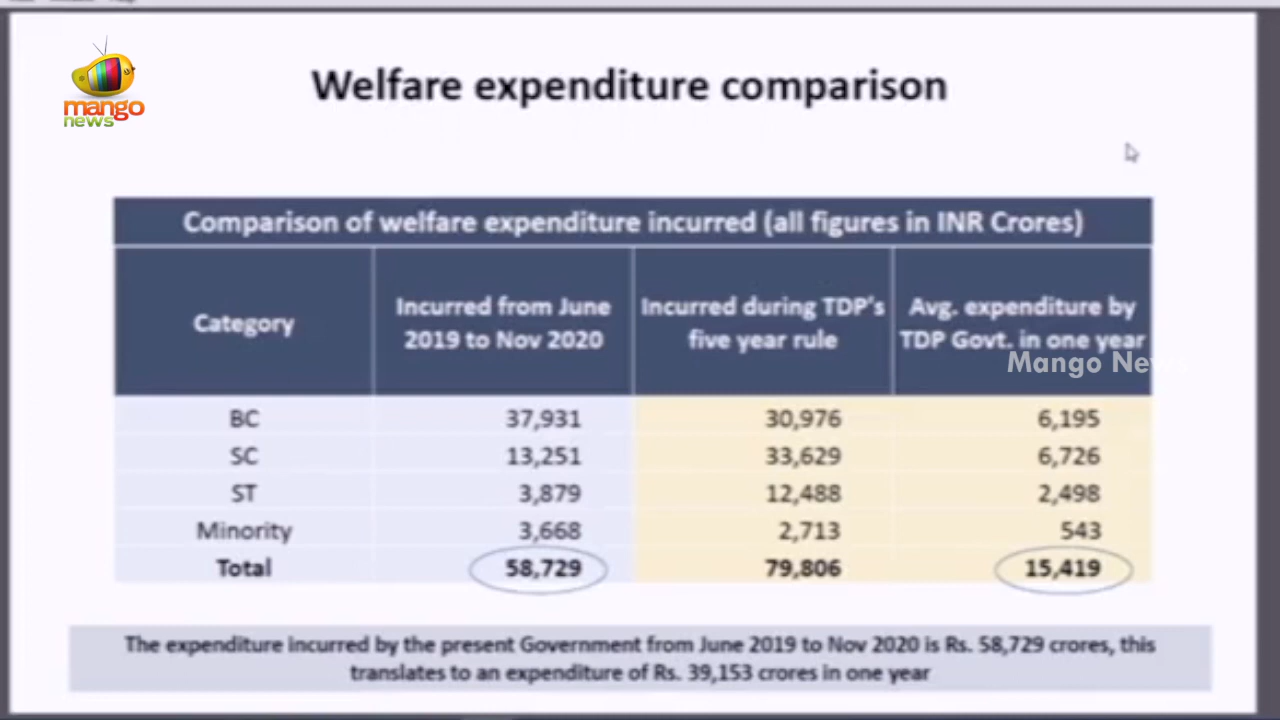 mango
news
Welfare expenditure comparison
Comparison of welfare expenditure incurred (all figures in INR Crores)
Category
Incurred from June
2019 to Nov 2020
Incurred during TDP's
five year rule
Avg. expenditure by
TDP Govt. in one year
Mango Ne
BC 37,931 30,976 6,195
SC 13,251 33,629 6,726
ST 3,879 12,488 2,498
Minority 3,668 2,713 543
Total 58,729 79,806 15,419
The expenditure incurred by the present Government from June 2019 to Nov 2020 is Rs. 58,729 crores, this
translates to an expenditure of Rs. 39,153 crores in one year